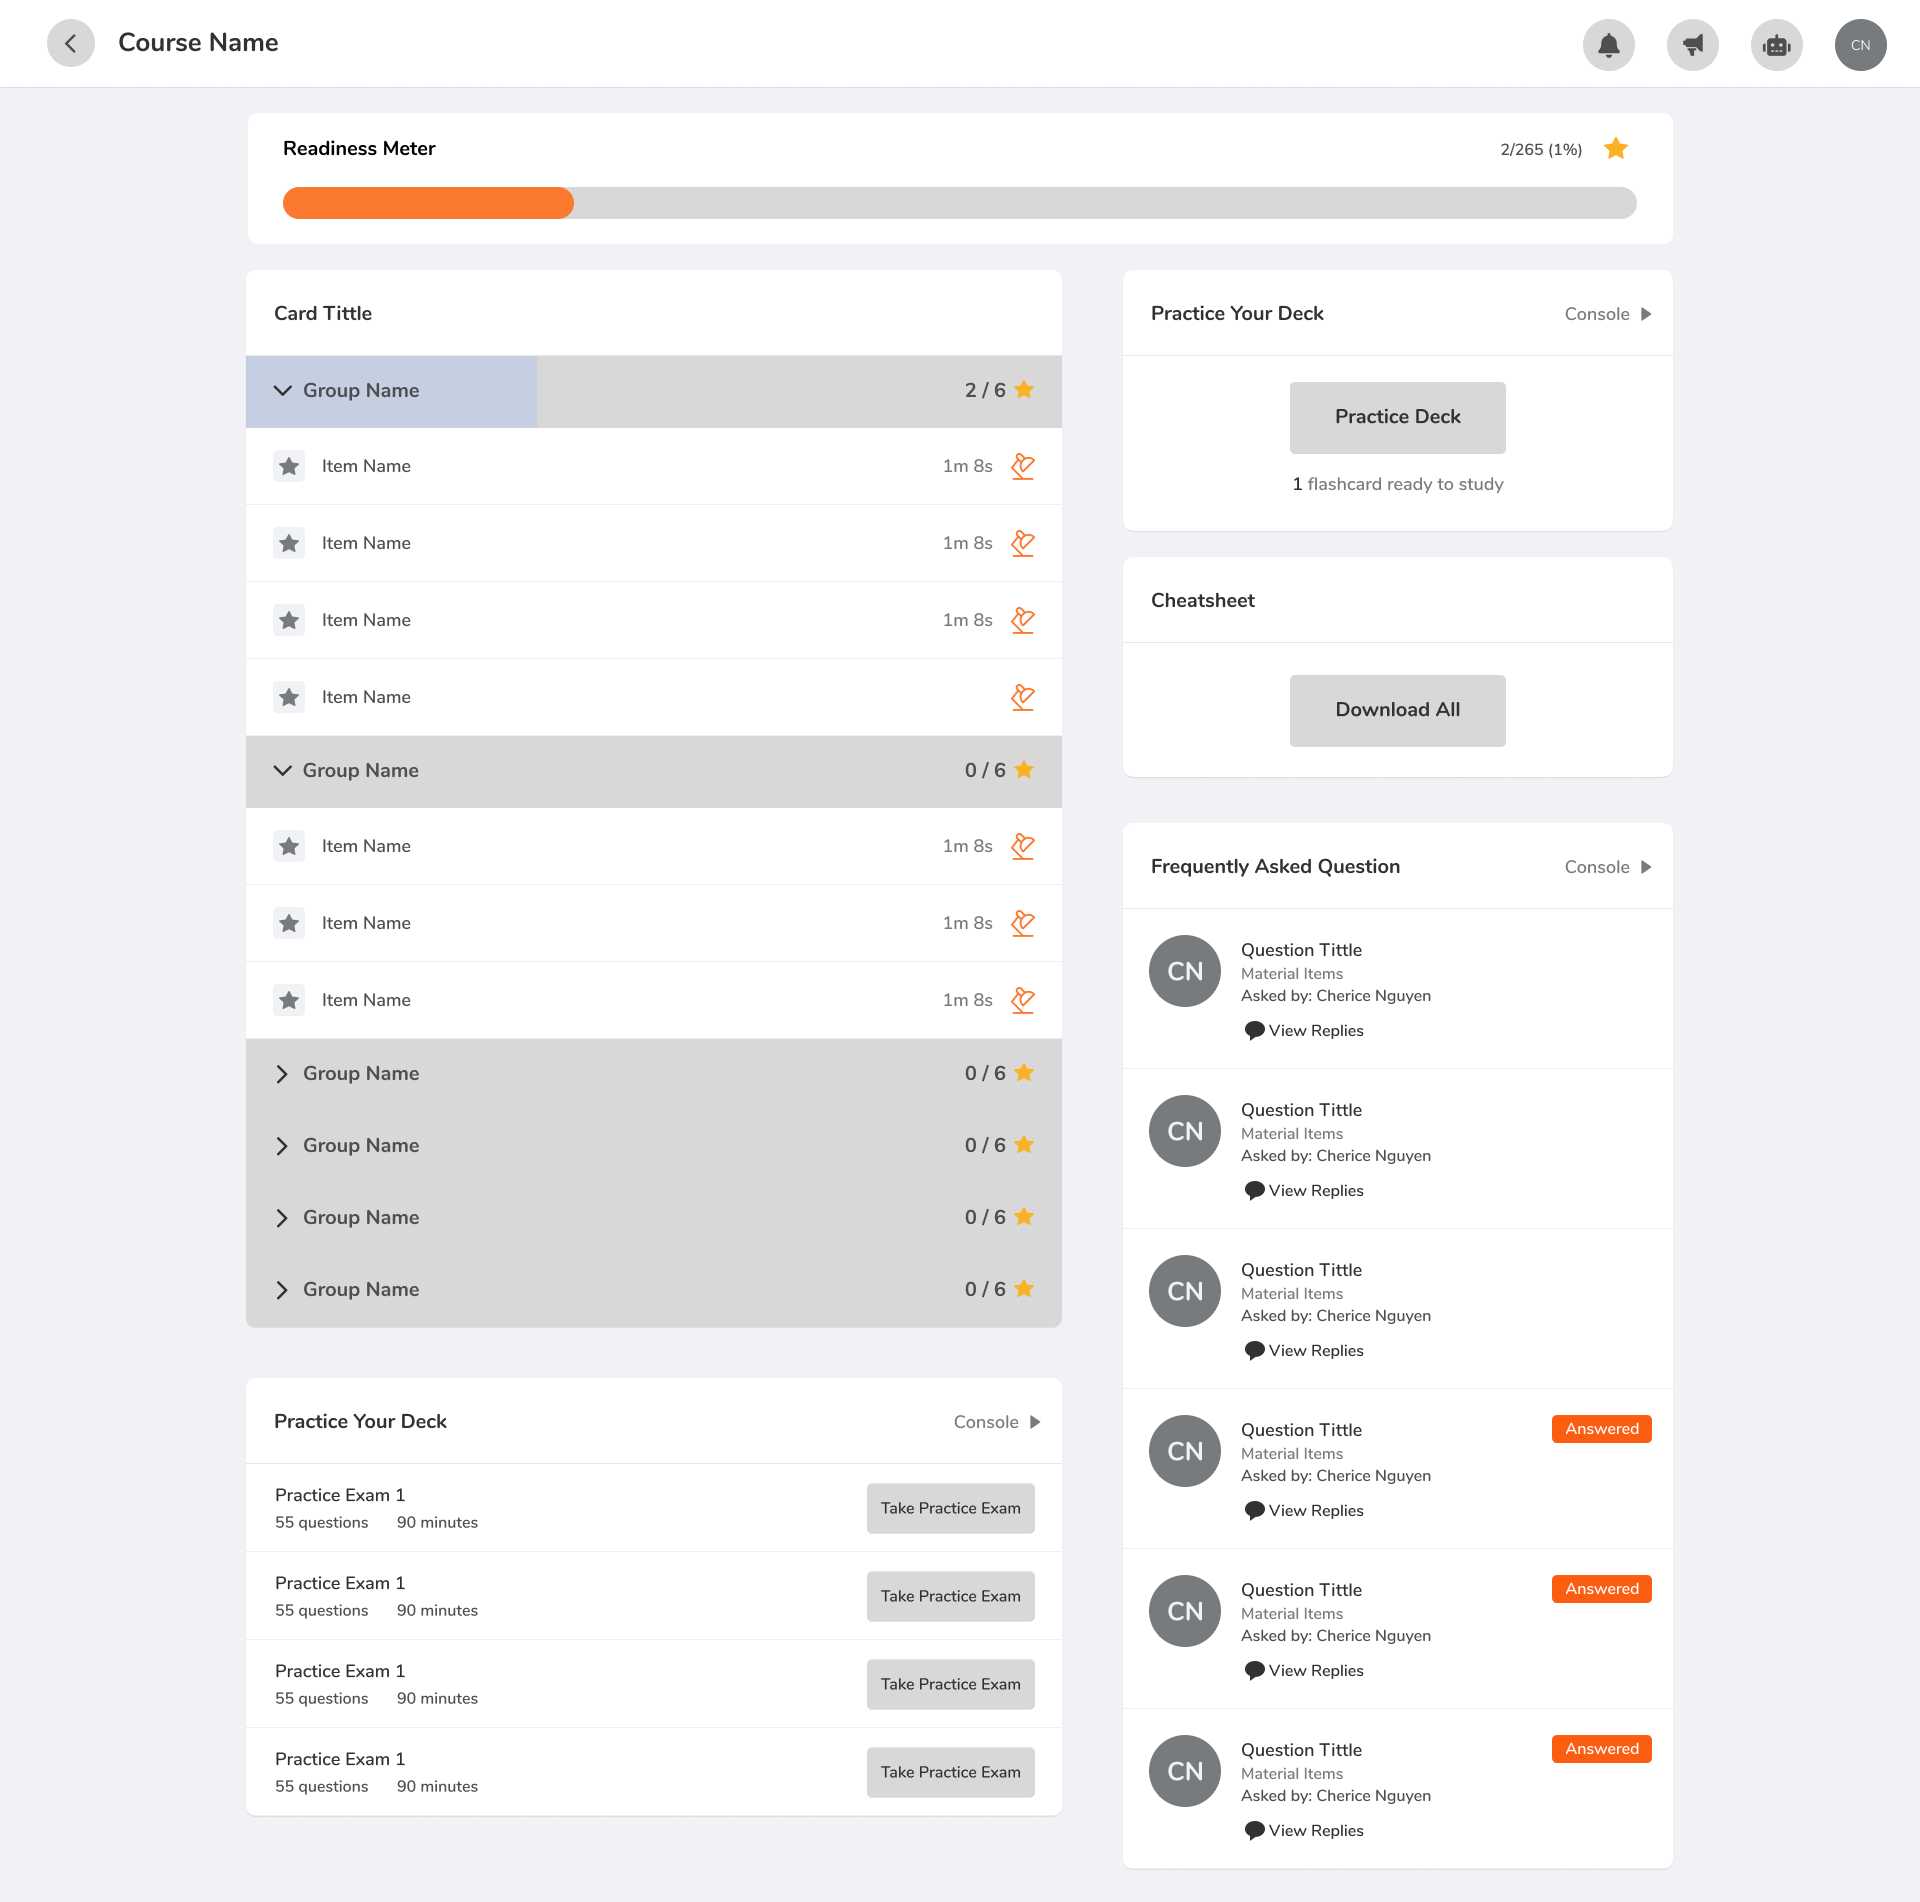 Course Name
CN
Readiness Meter
2/265 (1%)
Card Tittle
Group Name
2 / 6
Item Name
1m 8s
Item Name
1m 8s
Item Name
1m 8s
Item Name
Group Name
0 / 6
Item Name
1m 8s
Item Name
1m 8s
Item Name
1m 8s
Group Name
0 / 6
Group Name
0 / 6
Group Name
0 / 6
Group Name
0 / 6
Practice Your Deck
Console
Practice Exam 1
55 questions 90 minutes
Take Practice Exam
Practice Exam 1
55 questions 90 minutes
Take Practice Exam
Practice Exam 1
55 questions 90 minutes
Take Practice Exam
Practice Exam 1
55 questions 90 minutes
Take Practice Exam
Practice Your Deck
Console
Practice Deck
1 flashcard ready to study
Cheatsheet
Download All
Frequently Asked Question
Console
CN
Question Tittle
Material Items
Asked by: Cherice Nguyen
View Replies
CN
Question Tittle
Material Items
Asked by: Cherice Nguyen
View Replies
CN
Question Tittle
Material Items
Asked by: Cherice Nguyen
View Replies
CN
Question Tittle
Answered
Material Items
Asked by: Cherice Nguyen
View Replies
CN
Question Tittle
Answered
Material Items
Asked by: Cherice Nguyen
View Replies
CN
Question Tittle
Answered
Material Items
Asked by: Cherice Nguyen
View Replies